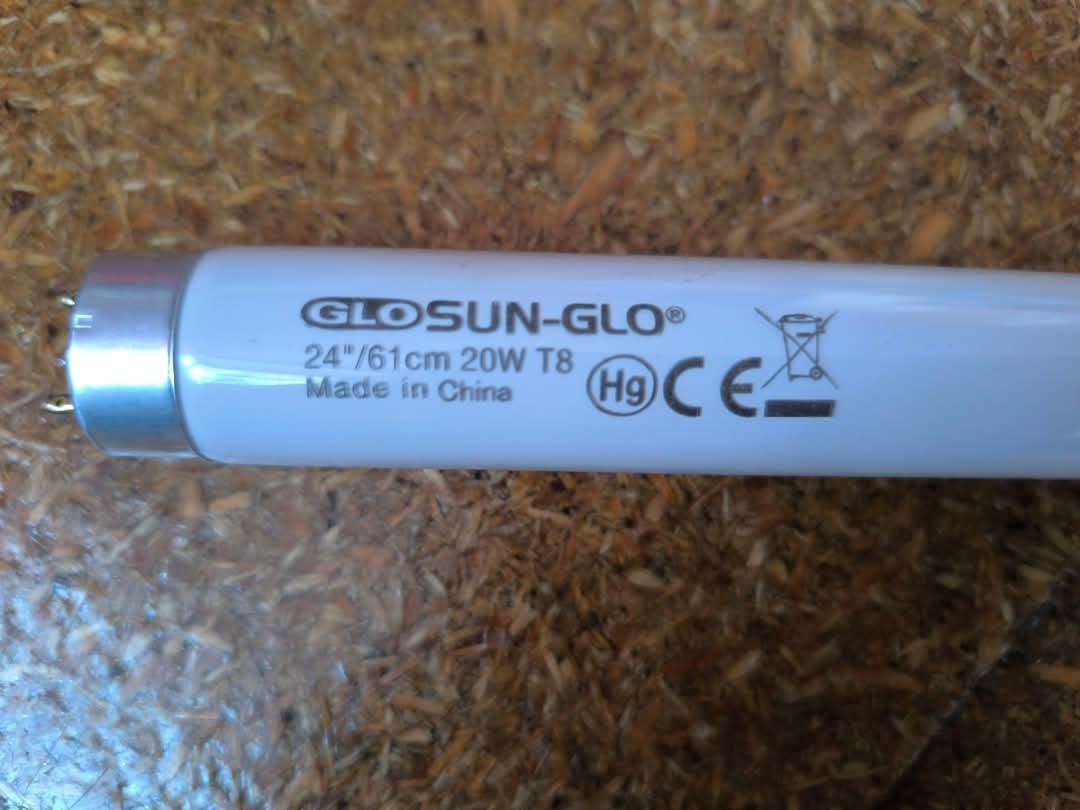 GLO SUN-GLO®
24"/61cm 20W T8
Made in China
Hg CE